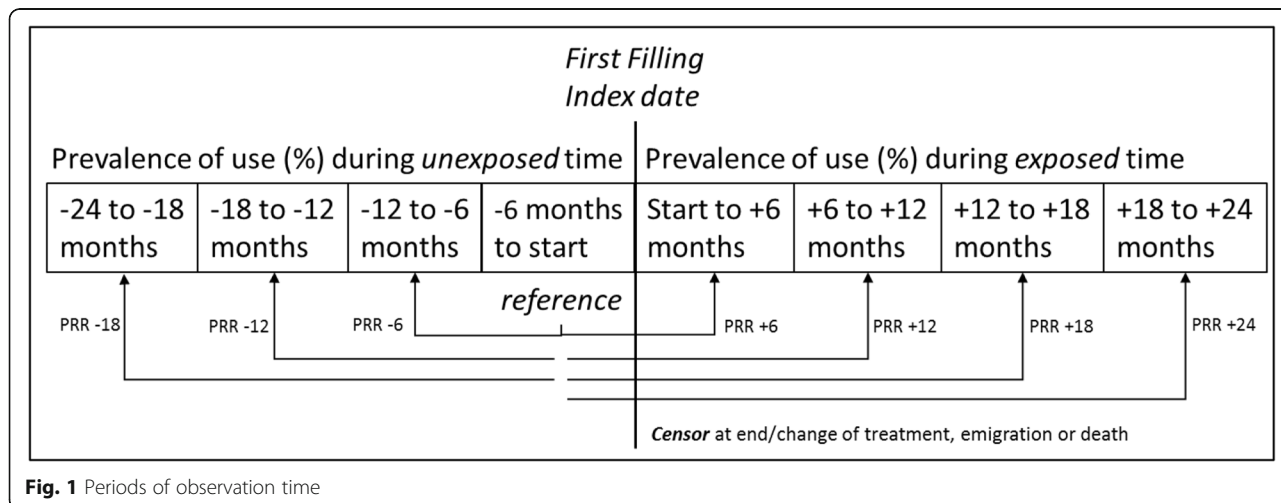 First Filling
Index date
Prevalence of use (%) during unexposed time
Prevalence of use (%) during exposed time
-24 to -18
months
-18 to -12
months
-12 to -6
months
-6 months
to start
Start to +6
months
+6 to +12
months
+12 to +18
months
+18 to +24
months
reference
PRR -18
PRR -12
PRR -6
PRR +6
PRR +12
PRR +18
PRR +24
Censor at end/change of treatment, emigration or death
Fig. 1 Periods of observation time